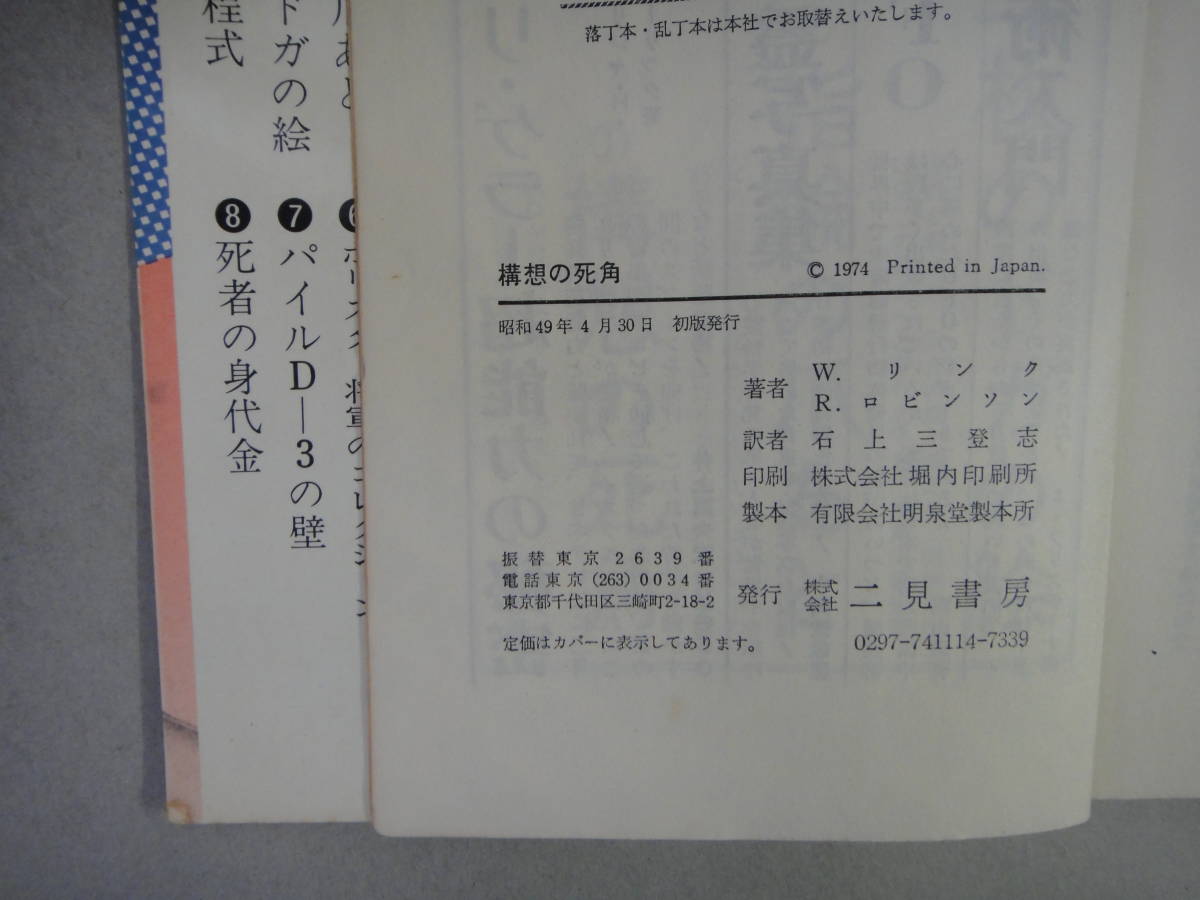 落丁本・乱丁本は本社でお取替えいたします。
構想の死角
© 1974 Printed in Japan.
昭和49年4月30日 初版発行
著者 W. リンク
R. ロビンソン
訳者 石上三登志
印刷 株式会社堀内印刷所
製本 有限会社明泉堂製本所
振替東京2639番
電話東京(263)0034番
東京都千代田区三崎町2-18-2
発行 株式会社 二見書房
定価はカバーに表示してあります。
0297-741114-7339
ドガの絵
❼パイルD―3の壁
程式
❽死者の身代金